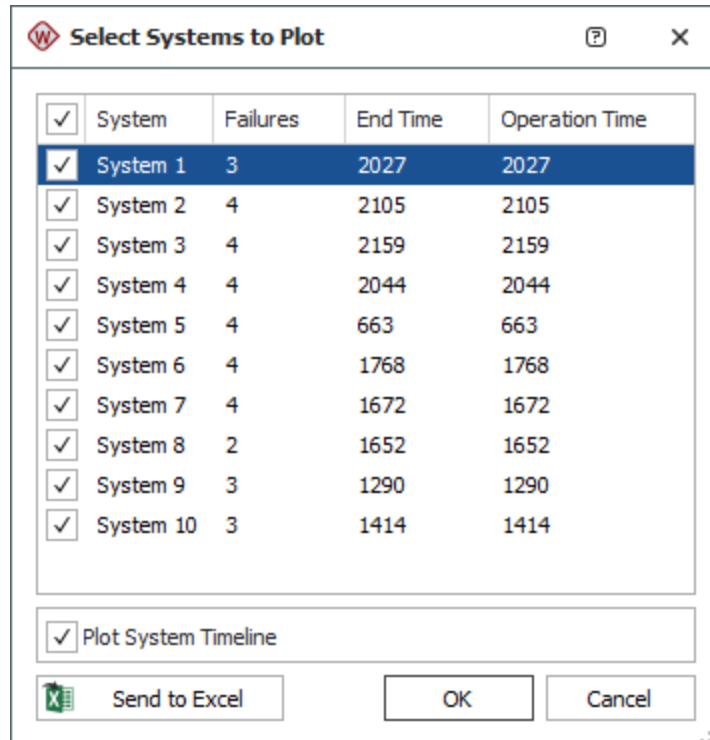 W Select Systems to Plot ?
System Failures End Time Operation Time
System 1 3 2027 2027
System 2 4 2105 2105
System 3 4 2159 2159
System 4 4 2044 2044
System 5 4 663 663
System 6 4 1768 1768
System 7 4 1672 1672
System 8 2 1652 1652
System 9 3 1290 1290
System 10 3 1414 1414
Plot System Timeline
X Send to Excel OK Cancel